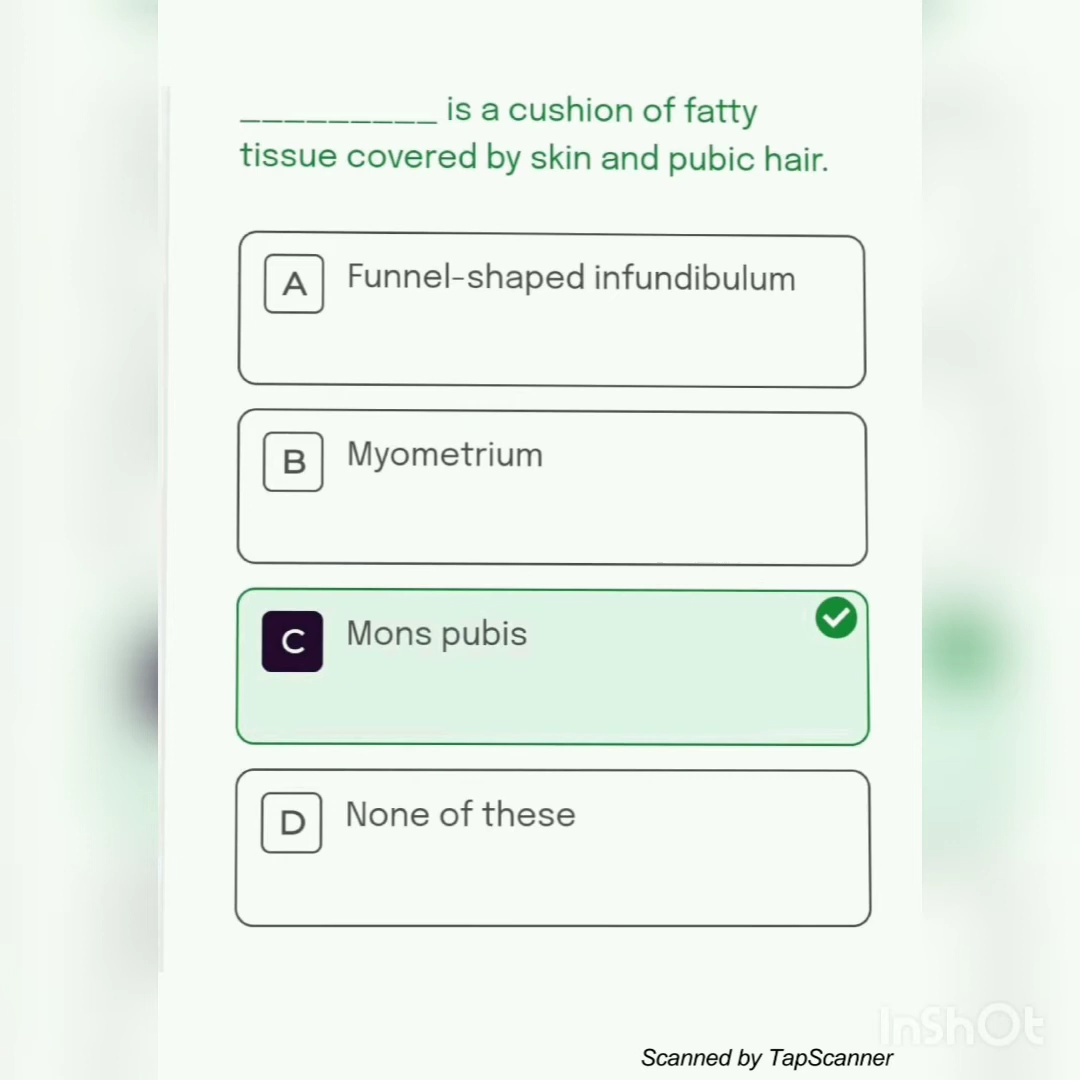 _________ is a cushion of fatty
tissue covered by skin and pubic hair.
A Funnel-shaped infundibulum
B Myometrium
C Mons pubis
D None of these
InShOt
Scanned by TapScanner